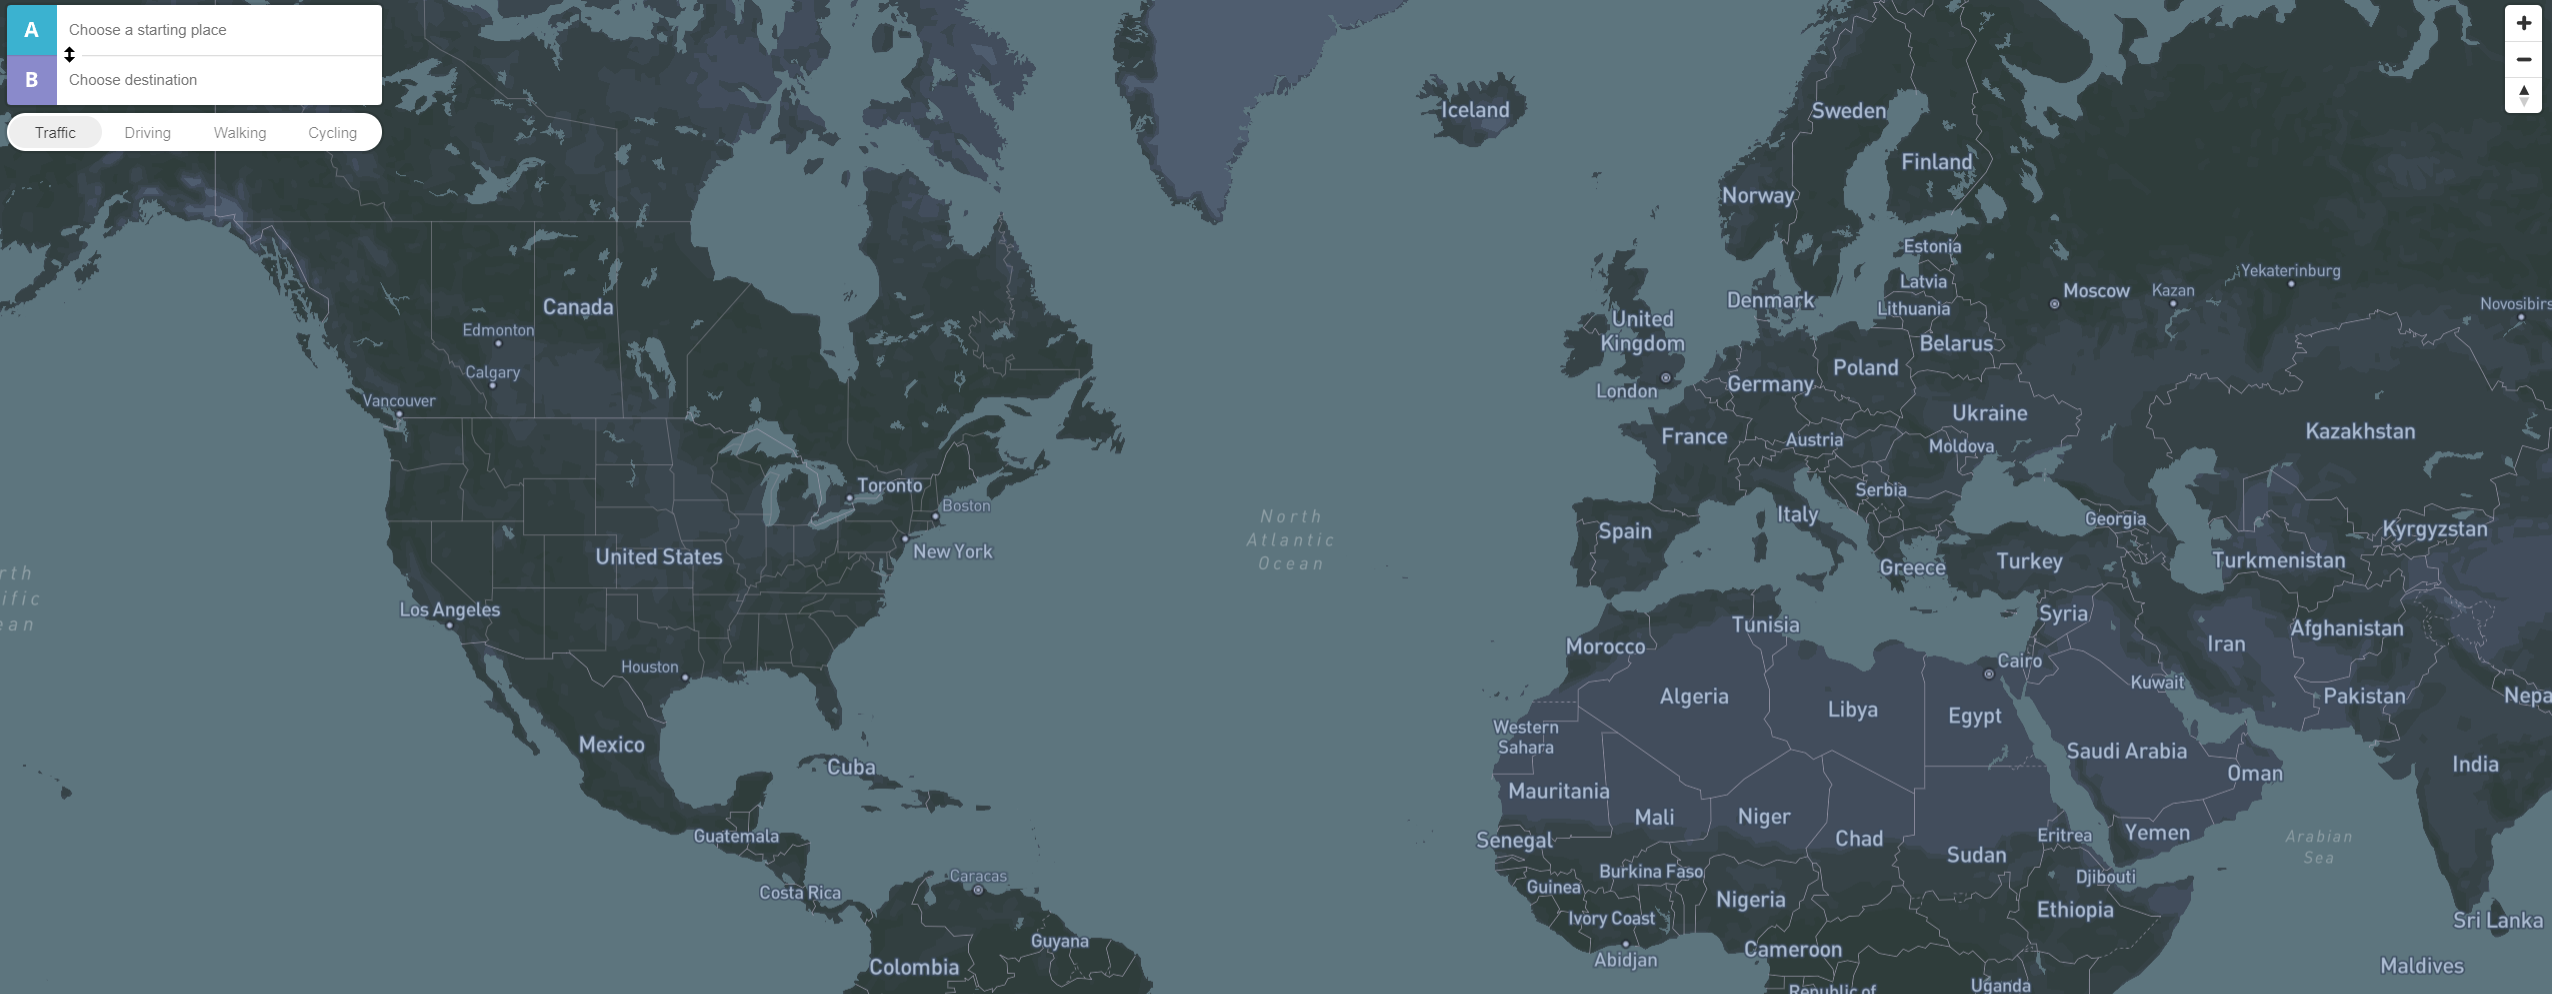 A
Choose a starting place
B
Choose destination
Traffic
Driving
Walking
Cycling
Iceland
Sweden
Finland
Norway
Estonia
Latvia
Lithuania
Denmark
Moscow
Kazan
Yekaterinburg
Novosibirs
Canada
Edmonton
Calgary
Vancouver
United
Kingdom
London
Belarus
Poland
Germany
Ukraine
France
Austria
Moldova
Kazakhstan
Serbia
Toronto
Boston
New York
United States
North
Atlantic
Ocean
Spain
Italy
Georgia
Kyrgyzstan
Greece
Turkey
Turkmenistan
rth
ific
ean
Los Angeles
Houston
Tunisia
Syria
Afghanistan
Iran
Morocco
Cairo
Kuwait
Pakistan
Nepa
Algeria
Libya
Egypt
Western
Sahara
Mexico
Cuba
Saudi Arabia
Oman
India
Mauritania
Mali
Niger
Chad
Senegal
Sudan
Eritrea
Yemen
Arabian
Sea
Guatemala
Costa Rica
Caracas
Burkina Faso
Guinea
Nigeria
Djibouti
Ethiopia
Ivory Coast
Abidjan
Cameroon
Sri Lanka
Guyana
Colombia
Maldives
Uganda
Republic of